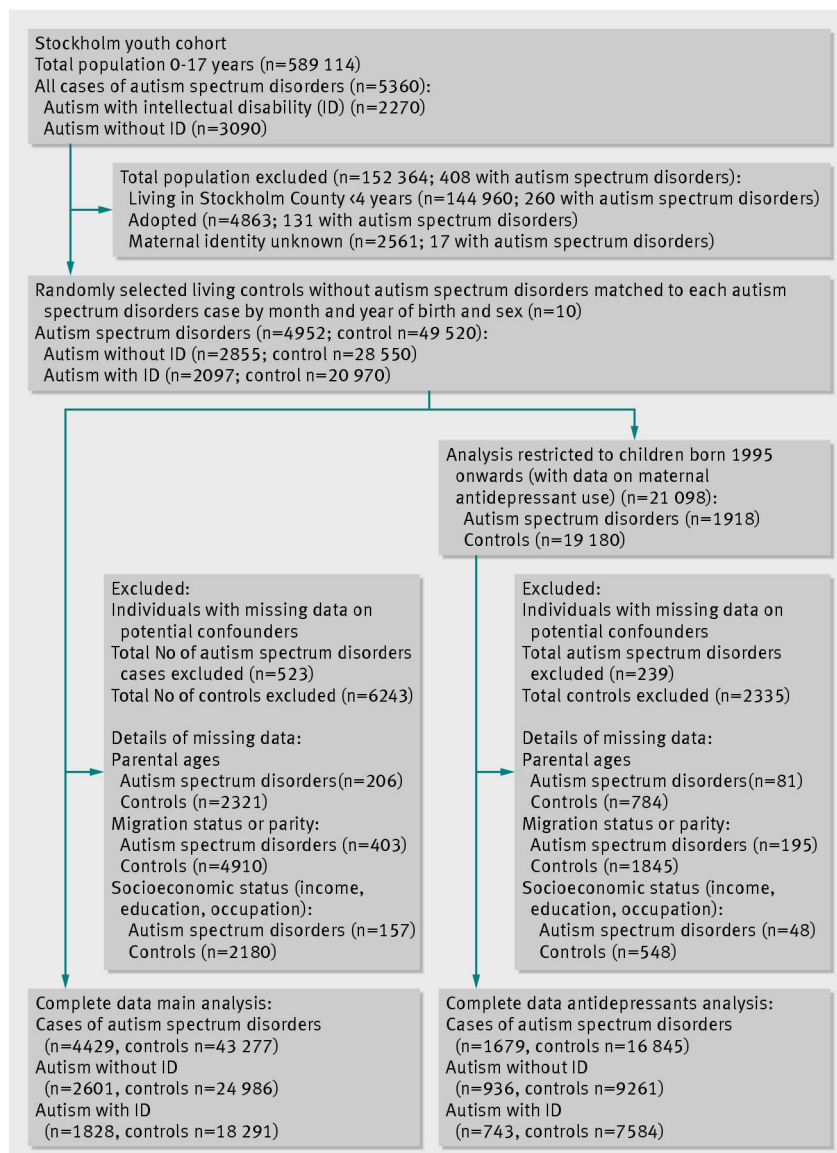 Stockholm youth cohort
Total population 0-17 years (n=589 114)
All cases of autism spectrum disorders (n=5360):
Autism with intellectual disability (ID) (n=2270)
Autism without ID (n=3090)
Total population excluded (n=152 364; 408 with autism spectrum disorders):
Living in Stockholm County <4 years (n=144 960; 260 with autism spectrum disorders)
Adopted (n=4863; 131 with autism spectrum disorders)
Maternal identity unknown (n=2561; 17 with autism spectrum disorders)
Randomly selected living controls without autism spectrum disorders matched to each autism
spectrum disorders case by month and year of birth and sex (n=10)
Autism spectrum disorders (n=4952; control n=49 520):
Autism without ID (n=2855; control n=28 550)
Autism with ID (n=2097; control n=20 970)
Analysis restricted to children born 1995
onwards (with data on maternal
antidepressant use) (n=21 098):
Autism spectrum disorders (n=1918)
Controls (n=19 180)
Excluded:
Individuals with missing data on
potential confounders
Total No of autism spectrum disorders
cases excluded (n=523)
Total No of controls excluded (n=6243)
Details of missing data:
Parental ages
Autism spectrum disorders(n=206)
Controls (n=2321)
Migration status or parity:
Autism spectrum disorders (n=403)
Controls (n=4910)
Socioeconomic status (income,
education, occupation):
Autism spectrum disorders (n=157)
Controls (n=2180)
Excluded:
Individuals with missing data on
potential confounders
Total autism spectrum disorders
excluded (n=239)
Total controls excluded (n=2335)
Details of missing data:
Parental ages
Autism spectrum disorders(n=81)
Controls (n=784)
Migration status or parity:
Autism spectrum disorders (n=195)
Controls (n=1845)
Socioeconomic status (income,
education, occupation):
Autism spectrum disorders (n=48)
Controls (n=548)
Complete data main analysis:
Cases of autism spectrum disorders
(n=4429, controls n=43 277)
Autism without ID
(n=2601, controls n=24 986)
Autism with ID
(n=1828, controls n=18 291)
Complete data antidepressants analysis:
Cases of autism spectrum disorders
(n=1679, controls n=16 845)
Autism without ID
(n=936, controls n=9261)
Autism with ID
(n=743, controls n=7584)